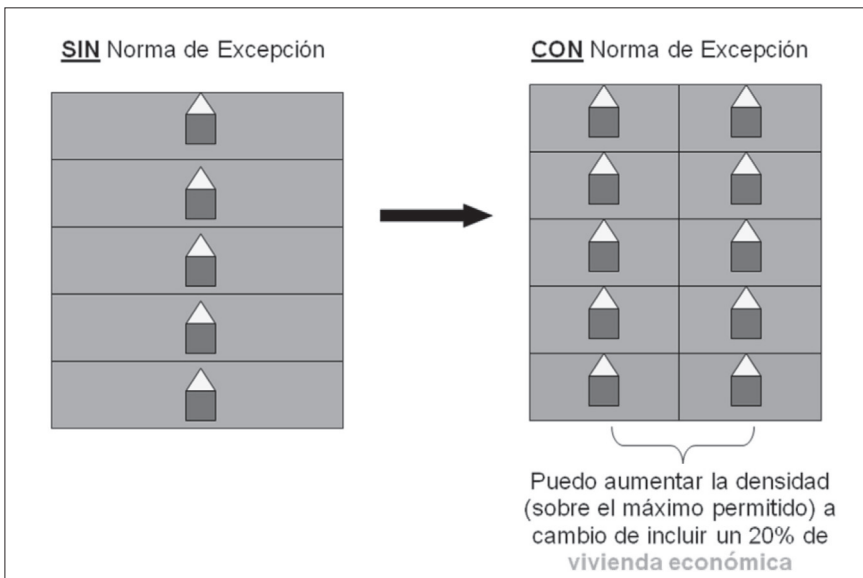 SIN Norma de Excepción
CON Norma de Excepción
Puedo aumentar la densidad
(sobre el máximo permitido) a
cambio de incluir un 20% de
vivienda económica